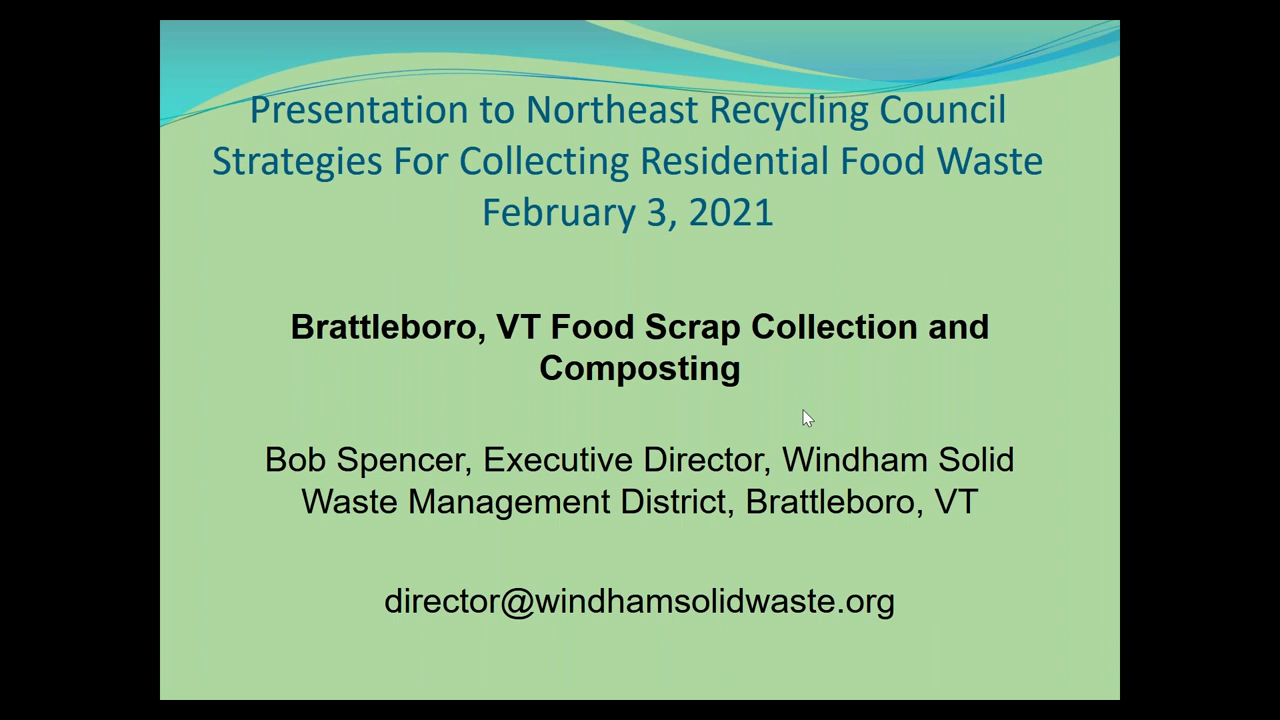 Presentation to Northeast Recycling Council
Strategies For Collecting Residential Food Waste
February 3, 2021
Brattleboro, VT Food Scrap Collection and
Composting
Bob Spencer, Executive Director, Windham Solid
Waste Management District, Brattleboro, VT
director@windhamsolidwaste.org